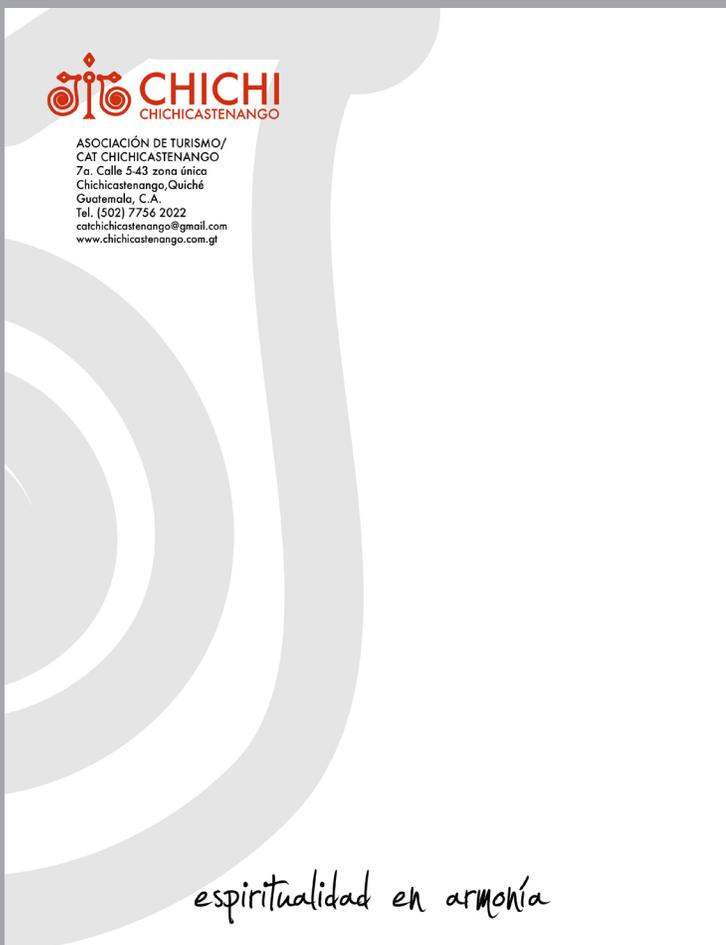 CHICHI
CHICHICASTENANGO
ASOCIACIÓN DE TURISMO/
CAT CHICHICASTENANGO
7a. Calle 5-43 zona única
Chichicastenango,Quiché
Guatemala, C.A.
Tel. (502) 7756 2022
catchichicastenango@gmail.com
www.chichicastenango.com.gt
espiritualidad en armonía